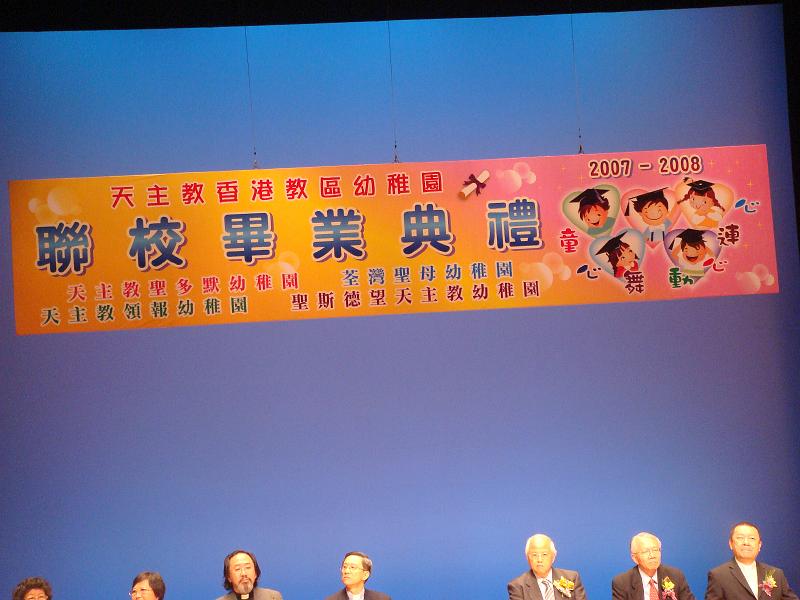 天主教香港教區幼稚園
聯校畢業典禮
天主教聖多默幼稚園 荃灣聖母幼稚園
天主教領報幼稚園 聖斯德望天主教幼稚園
2007 - 2008
童心舞動心連心